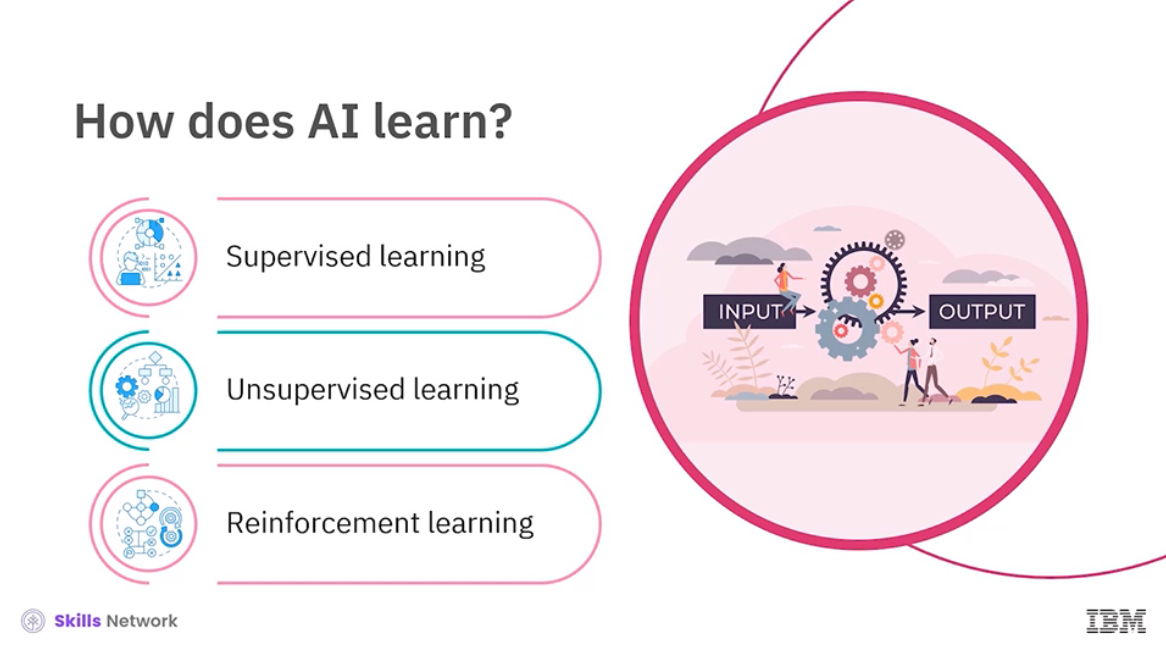 How does AI learn?
Supervised learning
Unsupervised learning
Reinforcement learning
INPUT
OUTPUT
Skills Network
IBM